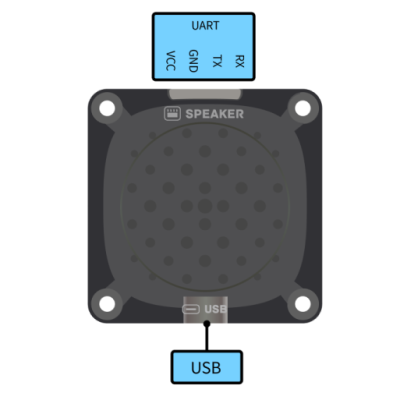 UART
VCC GND TX RX
SPEAKER
USB
USB